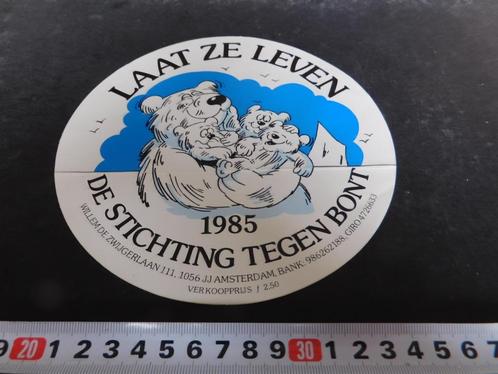 LAAT ZE LEVEN
1985
DE STICHTING TEGEN BONT
WILLEM DE ZWIJGERLAAN 111, 1056 JJ AMSTERDAM, BANK: 986262188, GIRO 4726633
VERKOOPPRIJS ƒ 2,50
9 20 1 2 3 4 5 6 7 8 9 30 1 2 3 4 5 6 7